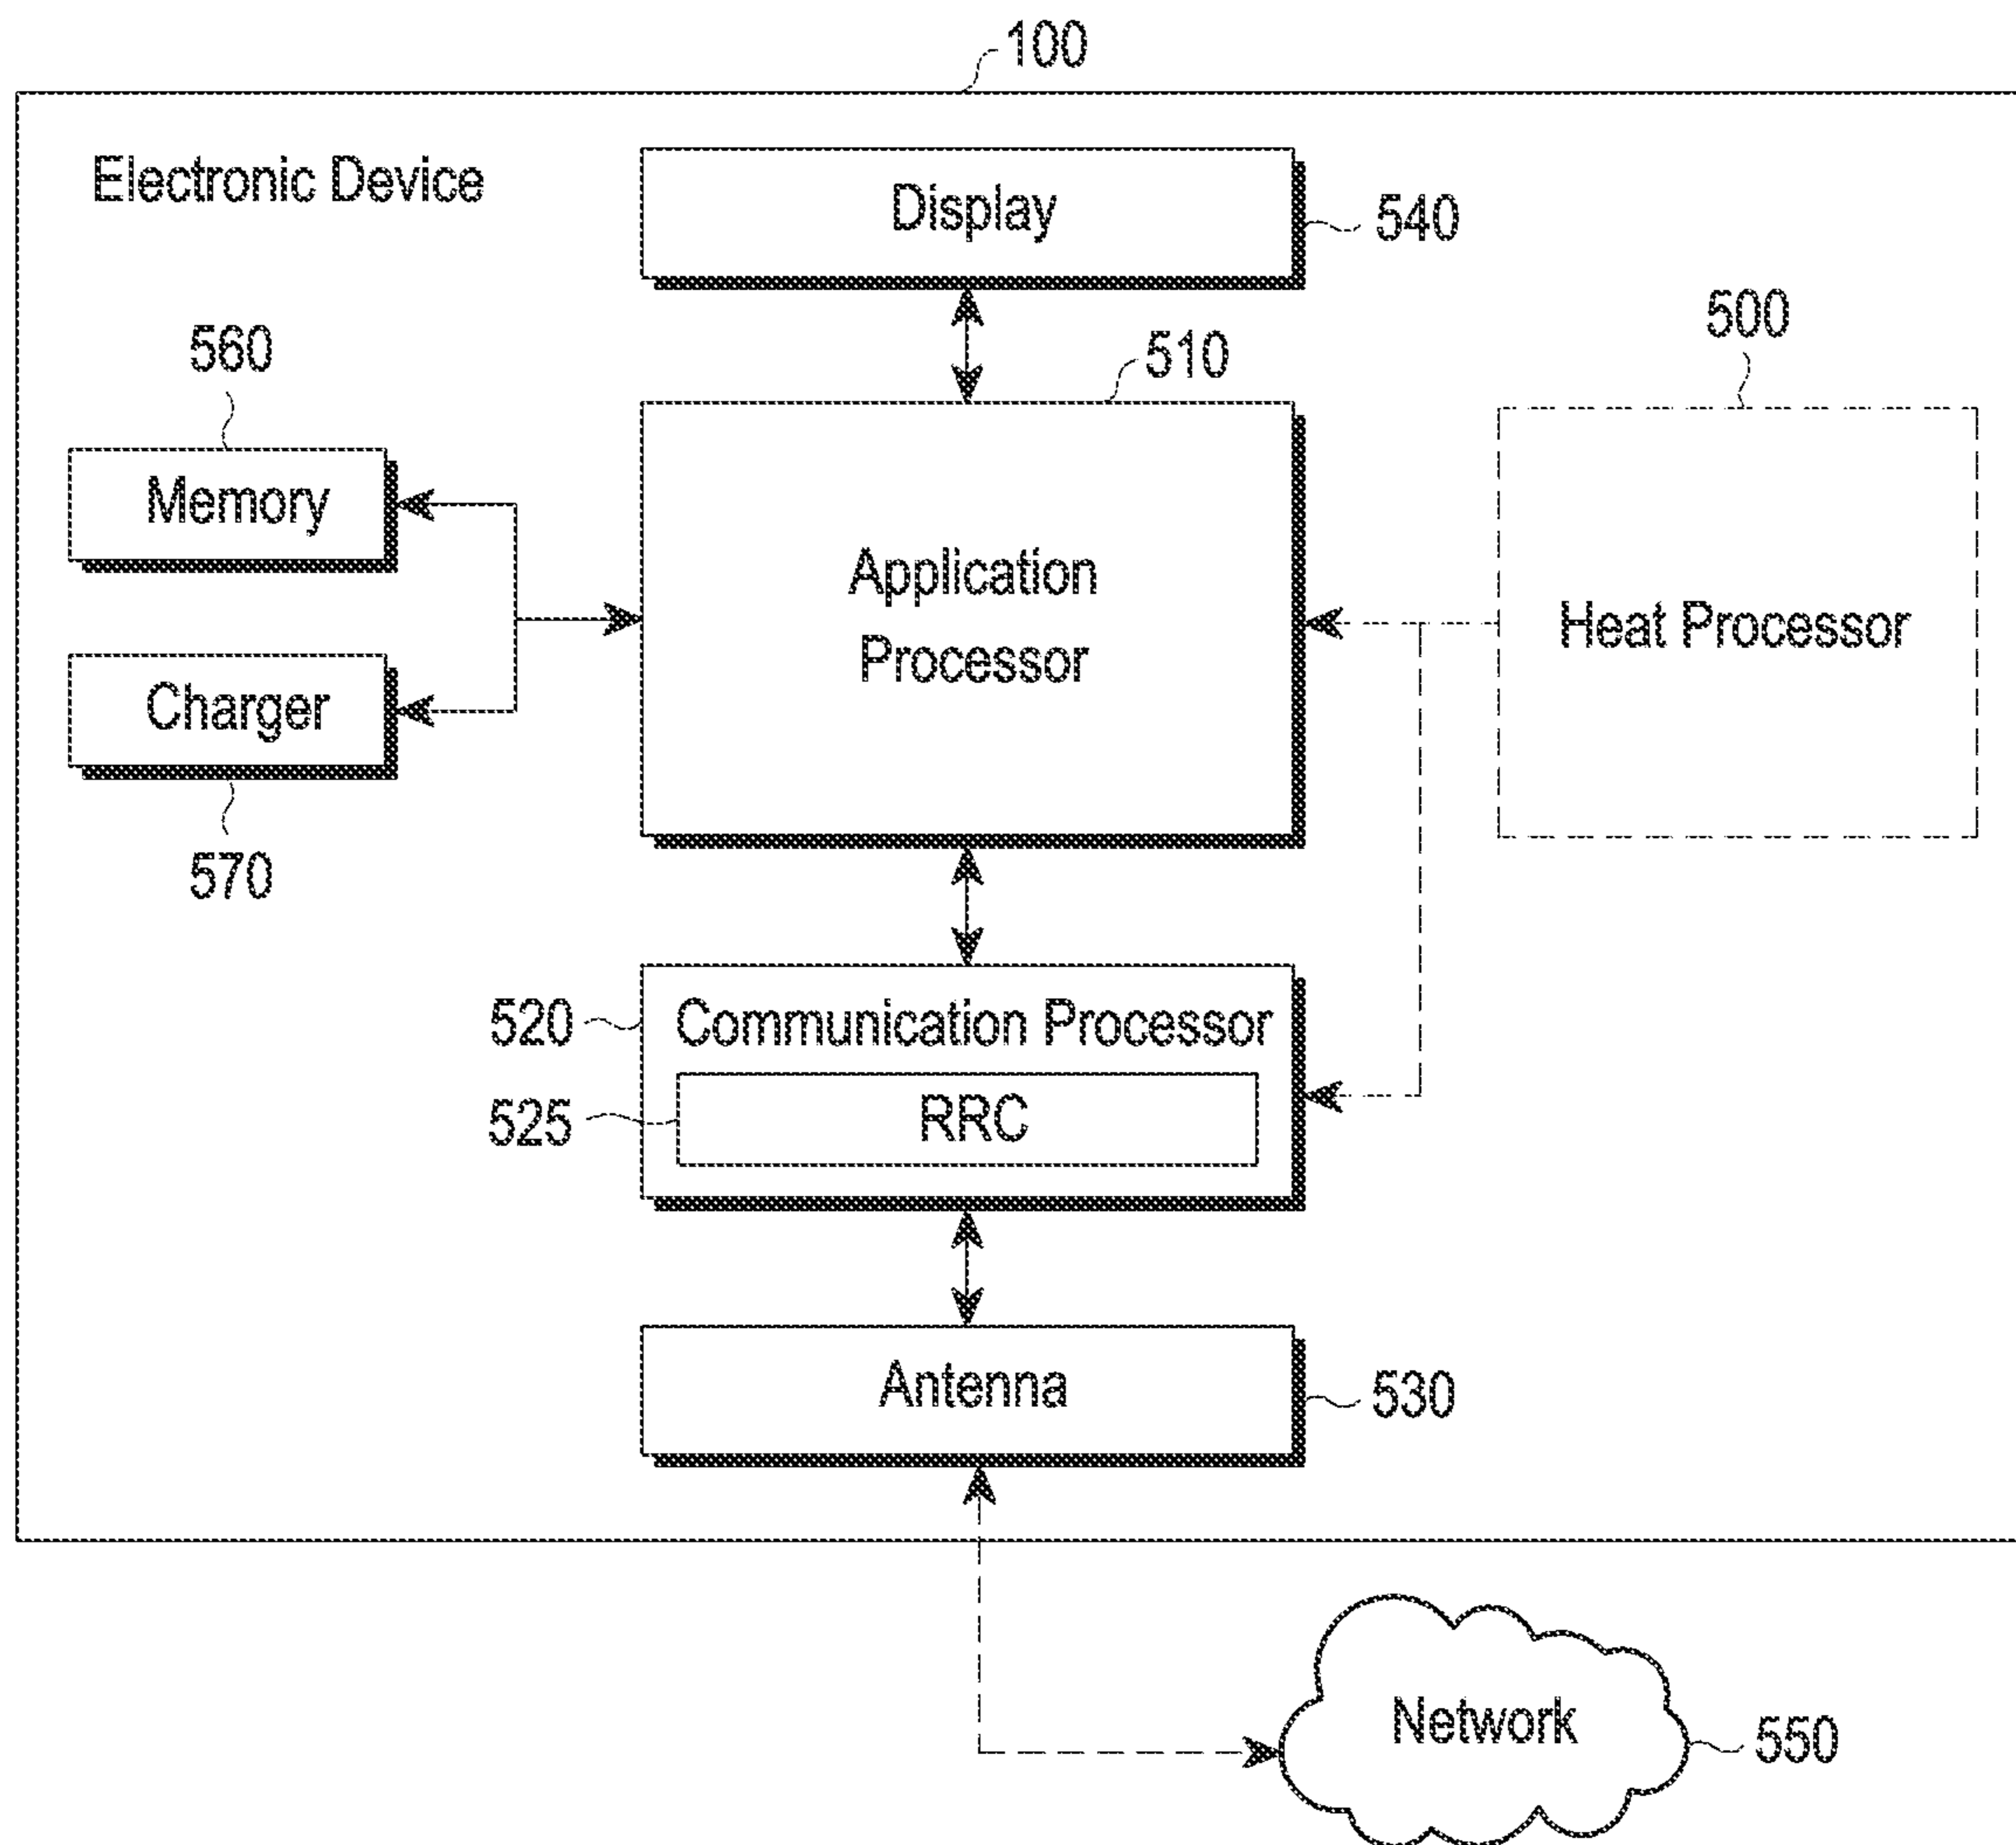 100
Electronic Device
Display
540
500
560
510
Memory
Application
Processor
Heat Processor
Charger
570
520
Communication Processor
525
RRC
Antenna
530
Network
550